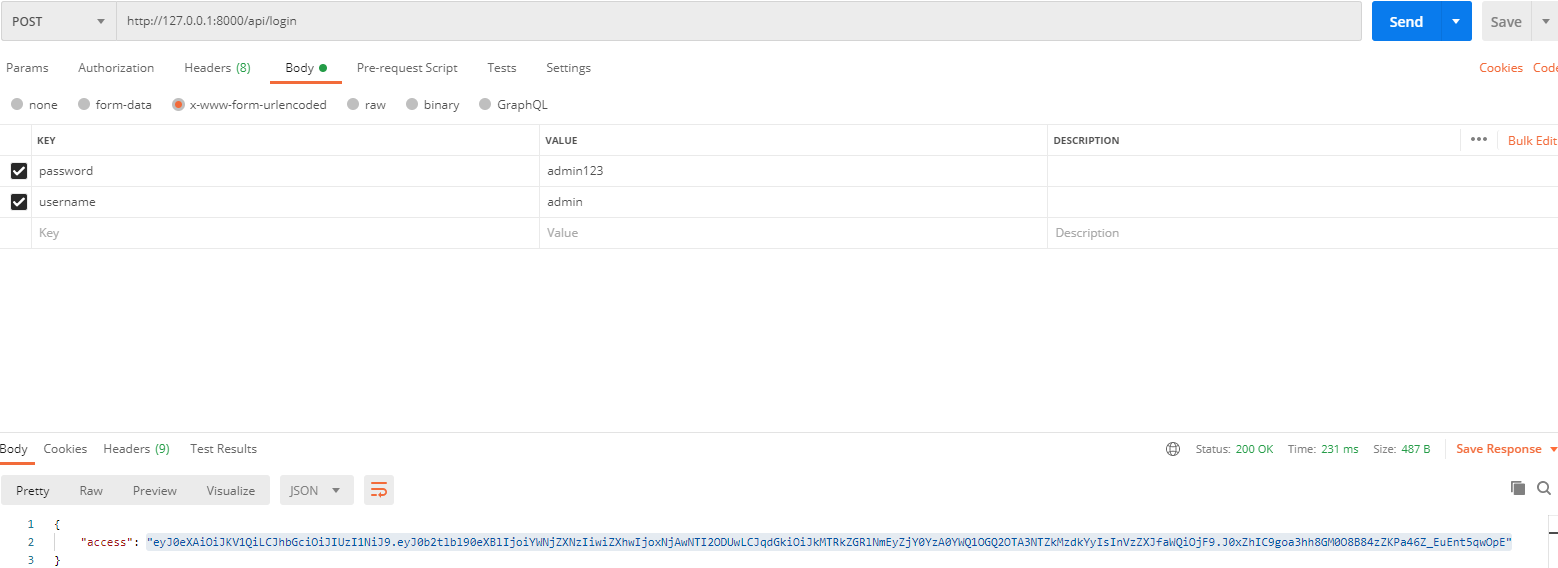 POST http://127.0.0.1:8000/api/login Send Save
Params Authorization Headers (8) Body Pre-request Script Tests Settings Cookies Code
none form-data x-www-form-urlencoded raw binary GraphQL
KEY VALUE DESCRIPTION ••• Bulk Edit
password admin123
username admin
Key Value Description
Body Cookies Headers (9) Test Results Status: 200 OK Time: 231 ms Size: 487 B Save Response
Pretty Raw Preview Visualize JSON
1 {
2 "access": "eyJ0eXAiOiJKV1QiLCJhbGciOiJIUzI1NiJ9.eyJ0b2tlbl90eXBlIjoiYWNjZXNzIiwiZXhwIjoxNjAwNTI2ODUwLCJqdGkiOiJkMTRkZGRlNmEyZjY0YzA0YWQ1OGQ2OTA3NTZkMzdkYyIsInVzZXJfaWQiOjF9.J0xZhIC9goa3hh8GM0O8B84zZKPa46Z_EuEnt5qwOpE"
3 }